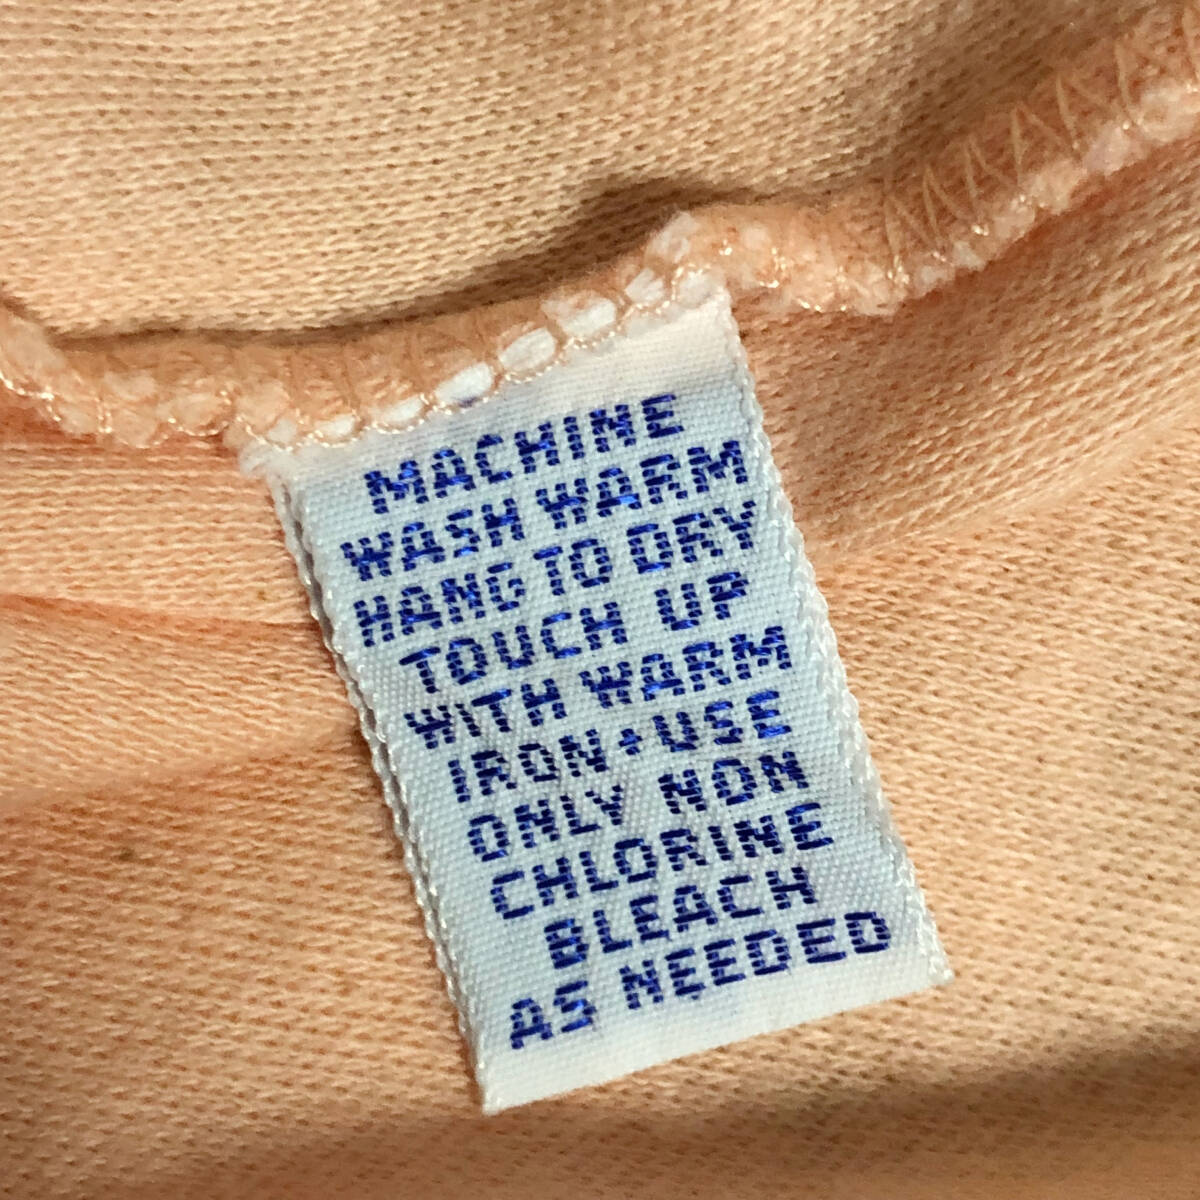 MACHINE
WASH WARM
HANG TO DRY
TOUCH UP
WITH WARM
IRON + USE
ONLY NON
CHLORINE
BLEACH
AS NEEDED